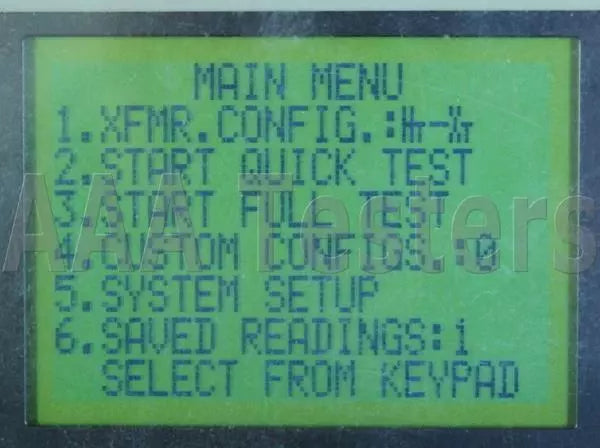 MAIN MENU
1.XFMR.CONFIG.:
2.START QUICK TEST
3.START FULL TEST
4.CUSTOM CONFIGS.:0
5.SYSTEM SETUP
6.SAVED READINGS:1
SELECT FROM KEYPAD
AAA Testers